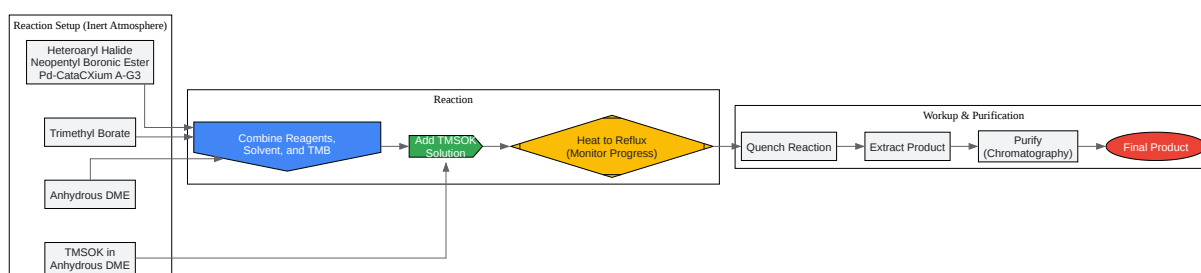 Reaction Setup (Inert Atmosphere)
Heteroaryl Halide
Neopentyl Boronic Ester
Pd-CataCXium A-G3
Trimethyl Borate
Anhydrous DME
TMSOK in
Anhydrous DME
Reaction
Combine Reagents,
Solvent, and TMB
Add TMSOK
Solution
Heat to Reflux
(Monitor Progress)
Workup & Purification
Quench Reaction
Extract Product
Purify
(Chromatography)
Final Product